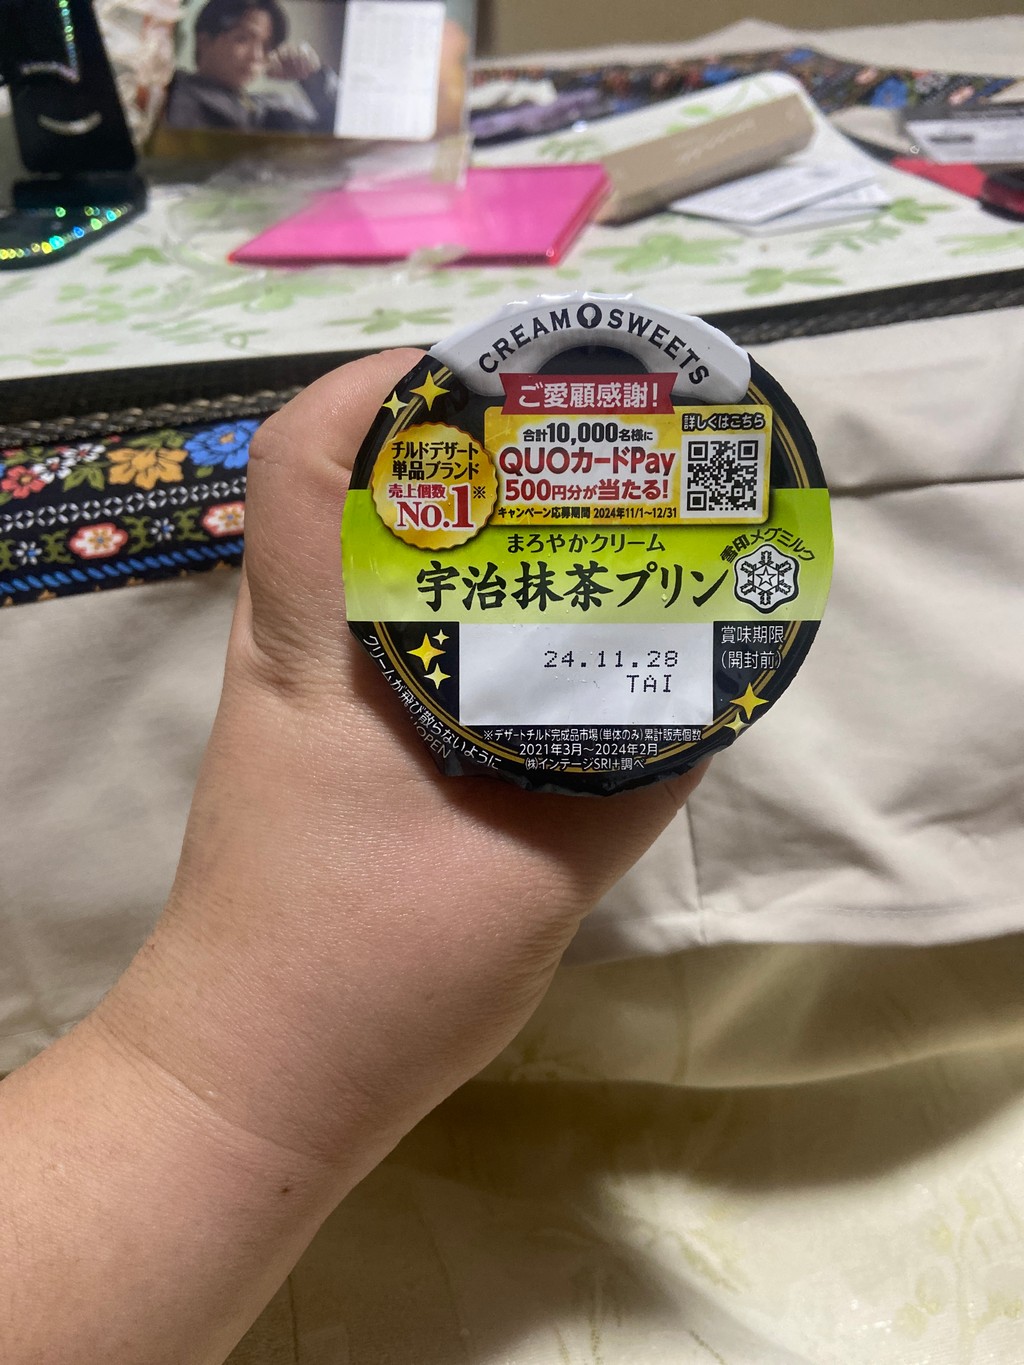 CREAM SWEETS
ご愛顧感謝!
チルドデザート
単品ブランド
売上個数
No.1※
合計10,000名様に
QUOカードPay
500円分が当たる!
キャンペーン応募期間 2024年11/1〜12/31
詳しくはこちら
まろやかクリーム
宇治抹茶プリン
雪印メグミルク
24.11.28
TAI
賞味期限
(開封前)
※デザートチルド完成品市場(単体のみ)累計販売個数
2021年3月〜2024年2月
㈱インテージSRI+調べ
クリームが飛び散らないように
OPEN